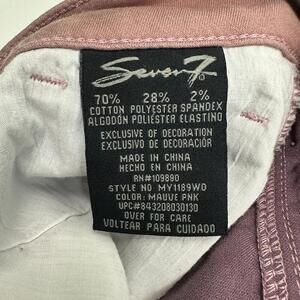 Seven7
70% 28% 2%
COTTON POLYESTER SPANDEX
ALGODÓN POLIÉSTER ELASTINO
EXCLUSIVE OF DECORATION
EXCLUSIVO DE DECORACIÓN
MADE IN CHINA
HECHO EN CHINA
RN#109890
STYLE NO MY1189WD
COLOR: MAUVE PNK
UPC#843208030130
OVER FOR CARE
VOLTEAR PARA CUIDADO